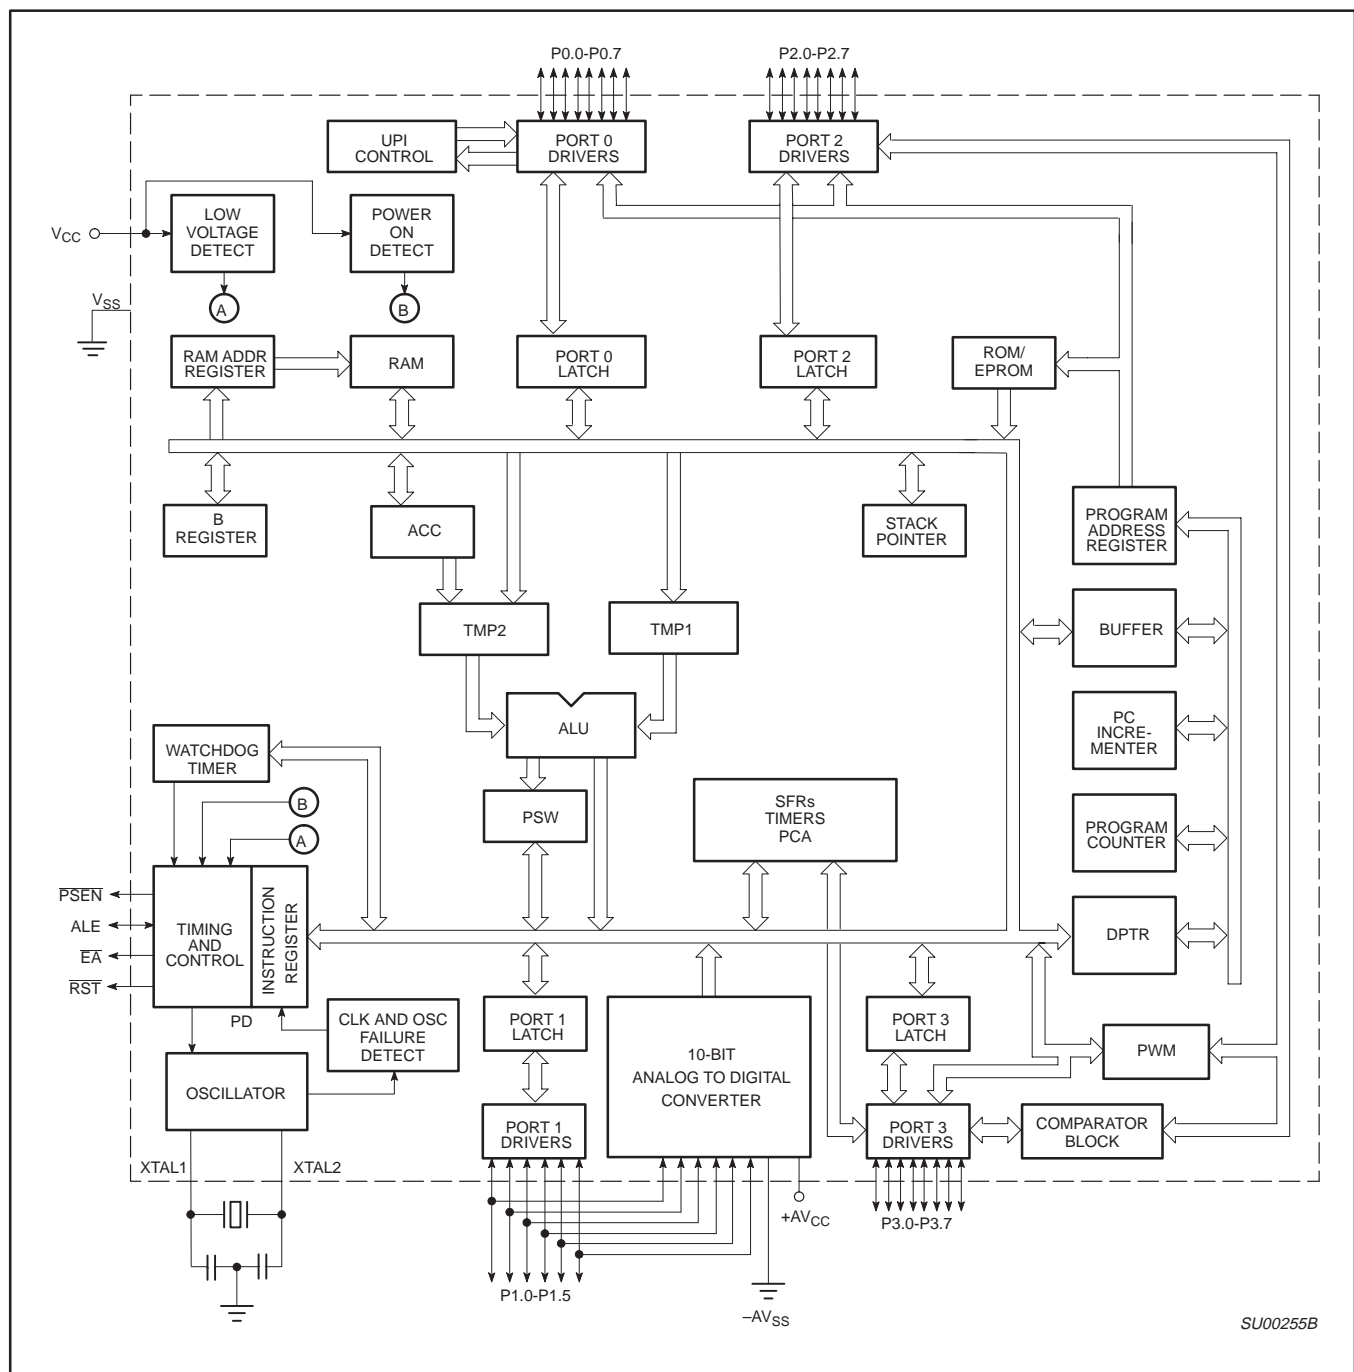 P0.0-P0.7
P2.0-P2.7
UPI
CONTROL
PORT 0
DRIVERS
PORT 2
DRIVERS
VCC
LOW
VOLTAGE
DETECT
POWER
ON
DETECT
A
B
VSS
RAM ADDR
REGISTER
RAM
PORT 0
LATCH
PORT 2
LATCH
ROM/
EPROM
B
REGISTER
ACC
STACK
POINTER
PROGRAM
ADDRESS
REGISTER
TMP2
TMP1
BUFFER
ALU
PC
INCRE-
MENTER
WATCHDOG
TIMER
B
A
PSW
SFRs
TIMERS
PCA
PROGRAM
COUNTER
PSEN
ALE
EA
RST
TIMING
AND
CONTROL
INSTRUCTION
REGISTER
DPTR
PD
CLK AND OSC
FAILURE
DETECT
PORT 1
LATCH
10-BIT
ANALOG TO DIGITAL
CONVERTER
PORT 3
LATCH
PWM
OSCILLATOR
PORT 1
DRIVERS
PORT 3
DRIVERS
COMPARATOR
BLOCK
XTAL1
XTAL2
+AVCC
P3.0-P3.7
P1.0-P1.5
–AVSS
SU00255B